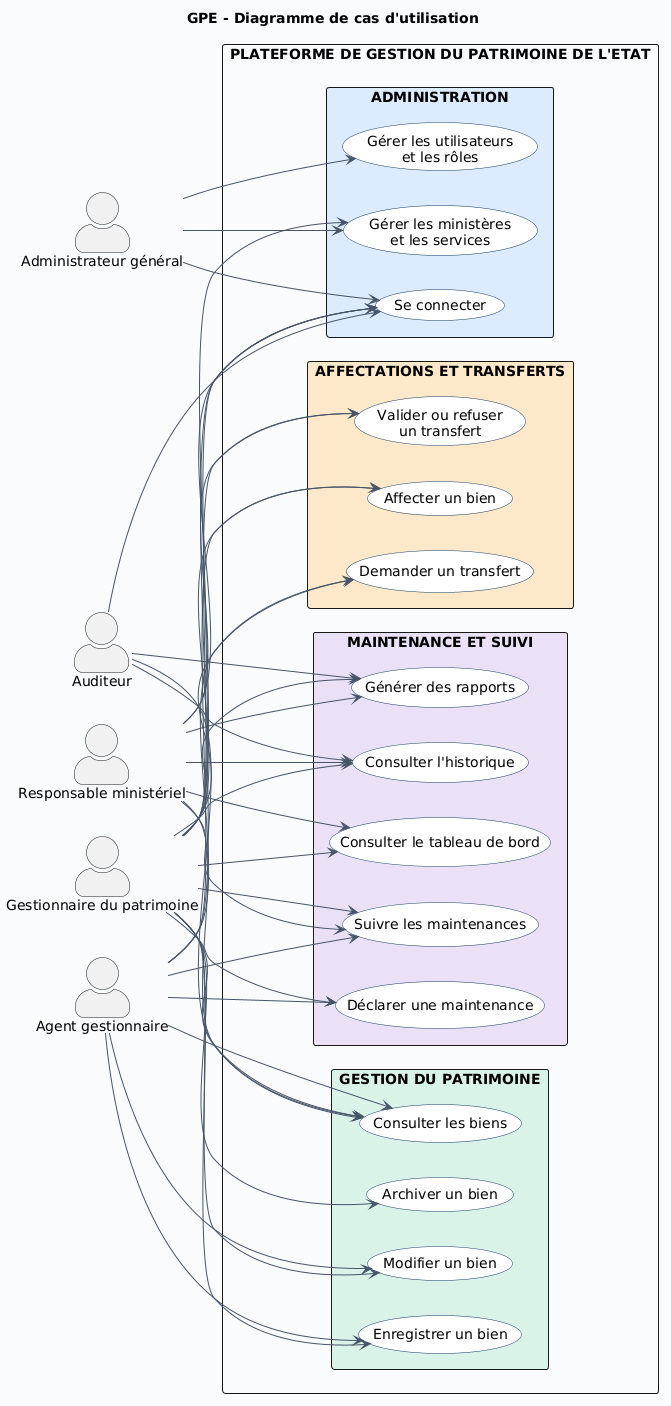 GPE - Diagramme de cas d'utilisation
PLATEFORME DE GESTION DU PATRIMOINE DE L'ETAT
ADMINISTRATION
Gérer les utilisateurs
et les rôles
Gérer les ministères
et les services
Se connecter
Administrateur général
AFFECTATIONS ET TRANSFERTS
Valider ou refuser
un transfert
Affecter un bien
Demander un transfert
MAINTENANCE ET SUIVI
Générer des rapports
Consulter l'historique
Consulter le tableau de bord
Suivre les maintenances
Déclarer une maintenance
Auditeur
Responsable ministériel
Gestionnaire du patrimoine
Agent gestionnaire
GESTION DU PATRIMOINE
Consulter les biens
Archiver un bien
Modifier un bien
Enregistrer un bien